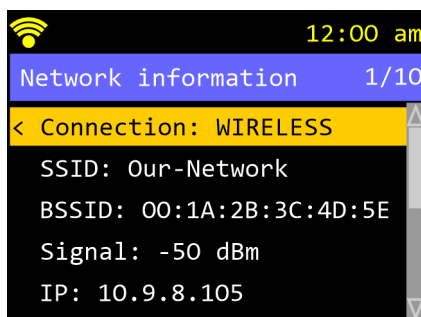 12:00 am
Network information 1/10
< Connection: WIRELESS
SSID: Our-Network
BSSID: 00:1A:2B:3C:4D:5E
Signal: -50 dBm
IP: 10.9.8.105